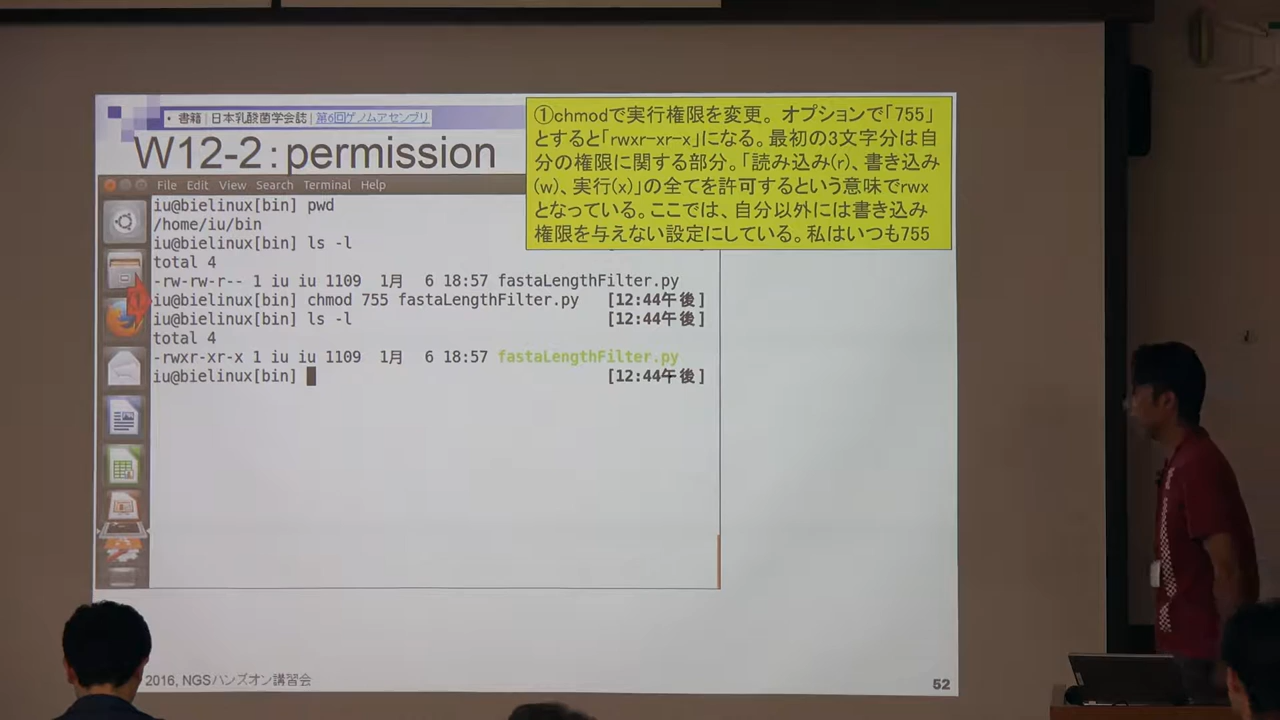 ・書籍 | 日本乳酸菌学会誌 | 第6回ゲノムアセンブリ
W12-2：permission
①chmodで実行権限を変更。オプションで「755」
とすると「rwxr-xr-x」になる。最初の3文字分は自
分の権限に関する部分。「読み込み(r)、書き込み
(w)、実行(x)」の全てを許可するという意味でrwx
となっている。ここでは、自分以外には書き込み
権限を与えない設定にしている。私はいつも755
File Edit View Search Terminal Help
iu@bielinux[bin] pwd
/home/iu/bin
iu@bielinux[bin] ls -l
total 4
-rw-rw-r-- 1 iu iu 1109 1月 6 18:57 fastaLengthFilter.py
iu@bielinux[bin] chmod 755 fastaLengthFilter.py [12:44午後]
iu@bielinux[bin] ls -l [12:44午後]
total 4
-rwxr-xr-x 1 iu iu 1109 1月 6 18:57 fastaLengthFilter.py
iu@bielinux[bin] [12:44午後]
2016, NGSハンズオン講習会
52